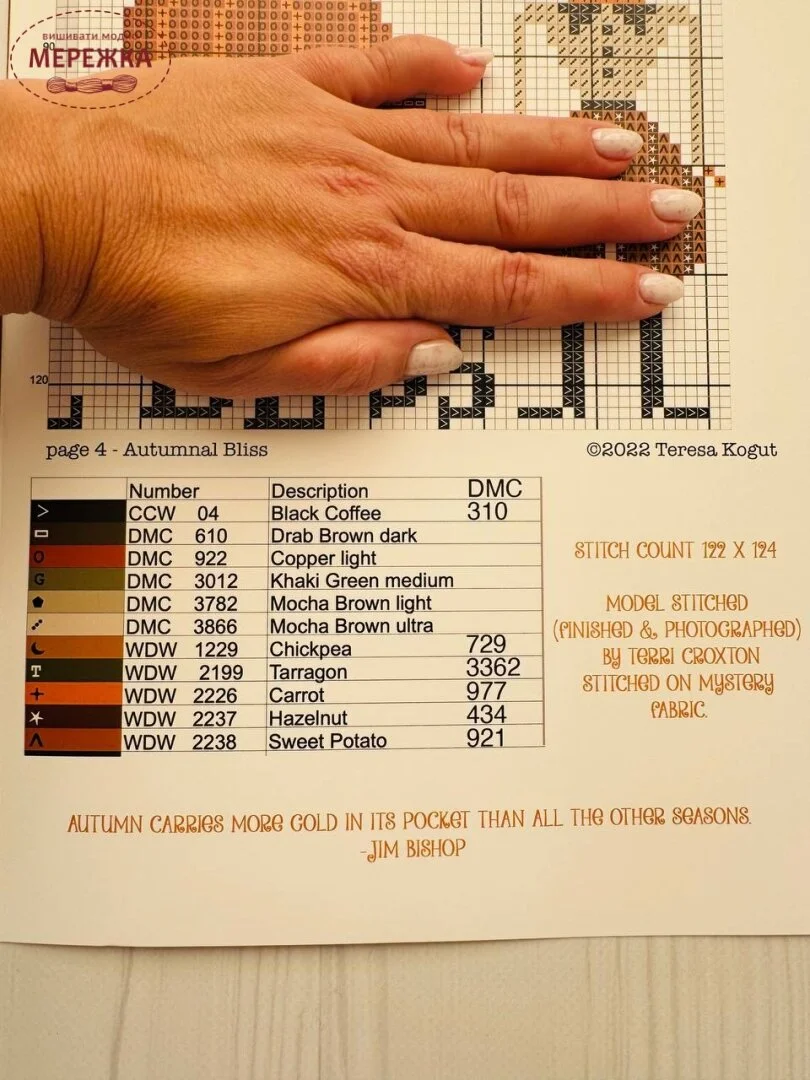 вишивати модно
МЕРЕЖКА
90
120
page 4 - Autumnal Bliss
©2022 Teresa Kogut
Number Description DMC
> CCW 04 Black Coffee 310
DMC 610 Drab Brown dark
O DMC 922 Copper light
G DMC 3012 Khaki Green medium
DMC 3782 Mocha Brown light
DMC 3866 Mocha Brown ultra
WDW 1229 Chickpea 729
T WDW 2199 Tarragon 3362
+ WDW 2226 Carrot 977
WDW 2237 Hazelnut 434
Λ WDW 2238 Sweet Potato 921
STITCH COUNT 122 X 124
MODEL STITCHED
(FINISHED & PHOTOGRAPHED)
BY TERRI CROXTON
STITCHED ON MYSTERY
FABRIC.
AUTUMN CARRIES MORE GOLD IN ITS POCKET THAN ALL THE OTHER SEASONS.
-JIM BISHOP